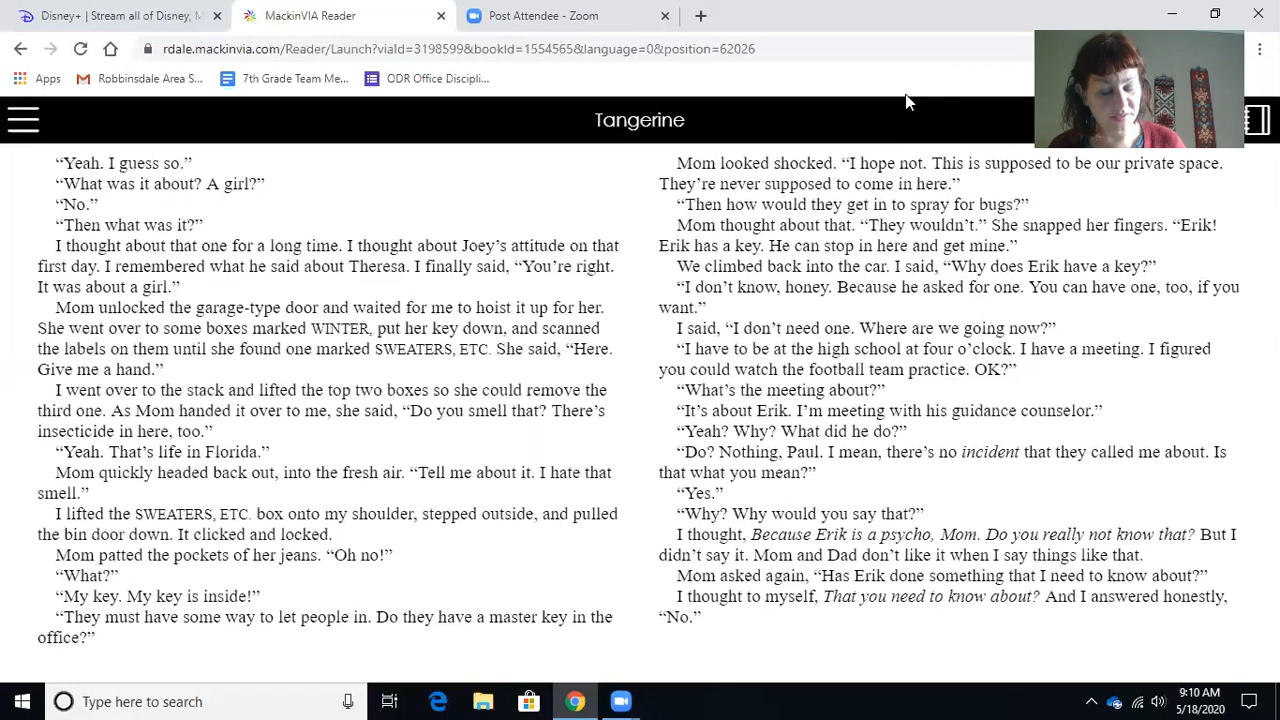 Disney+ | Stream all of Disney, M
MackinVIA Reader
Post Attendee - Zoom
rdale.mackinvia.com/Reader/Launch?viaId=3198599&bookId=1554565&language=0&position=62026
Apps
Robbinsdale Area S...
7th Grade Team Me...
ODR Office Discipli...
Tangerine
“Yeah. I guess so.”
“What was it about? A girl?”
“No.”
“Then what was it?”
I thought about that one for a long time. I thought about Joey’s attitude on that
first day. I remembered what he said about Theresa. I finally said, “You’re right.
It was about a girl.”
Mom unlocked the garage-type door and waited for me to hoist it up for her.
She went over to some boxes marked WINTER, put her key down, and scanned
the labels on them until she found one marked SWEATERS, ETC. She said, “Here.
Give me a hand.”
I went over to the stack and lifted the top two boxes so she could remove the
third one. As Mom handed it over to me, she said, “Do you smell that? There’s
insecticide in here, too.”
“Yeah. That’s life in Florida.”
Mom quickly headed back out, into the fresh air. “Tell me about it. I hate that
smell.”
I lifted the SWEATERS, ETC. box onto my shoulder, stepped outside, and pulled
the bin door down. It clicked and locked.
Mom patted the pockets of her jeans. “Oh no!”
“What?”
“My key. My key is inside!”
“They must have some way to let people in. Do they have a master key in the
office?”
Mom looked shocked. “I hope not. This is supposed to be our private space.
They’re never supposed to come in here.”
“Then how would they get in to spray for bugs?”
Mom thought about that. “They wouldn’t.” She snapped her fingers. “Erik!
Erik has a key. He can stop in here and get mine.”
We climbed back into the car. I said, “Why does Erik have a key?”
“I don’t know, honey. Because he asked for one. You can have one, too, if you
want.”
I said, “I don’t need one. Where are we going now?”
“I have to be at the high school at four o’clock. I have a meeting. I figured
you could watch the football team practice. OK?”
“What’s the meeting about?”
“It’s about Erik. I’m meeting with his guidance counselor.”
“Yeah? Why? What did he do?”
“Do? Nothing, Paul. I mean, there’s no incident that they called me about. Is
that what you mean?”
“Yes.”
“Why? Why would you say that?”
I thought, Because Erik is a psycho, Mom. Do you really not know that? But I
didn’t say it. Mom and Dad don’t like it when I say things like that.
Mom asked again, “Has Erik done something that I need to know about?”
I thought to myself, That you need to know about? And I answered honestly,
“No.”
Type here to search
9:10 AM
5/18/2020